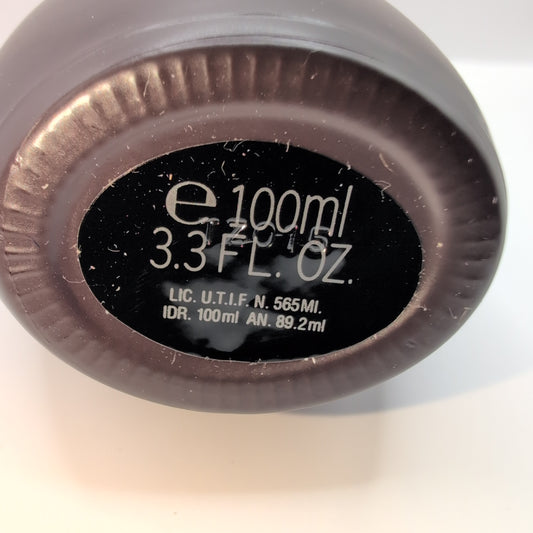 ℮ 100ml
3.3 FL. OZ.
LIC. U.T.I.F. N. 565MI.
IDR. 100ml AN. 89.2ml